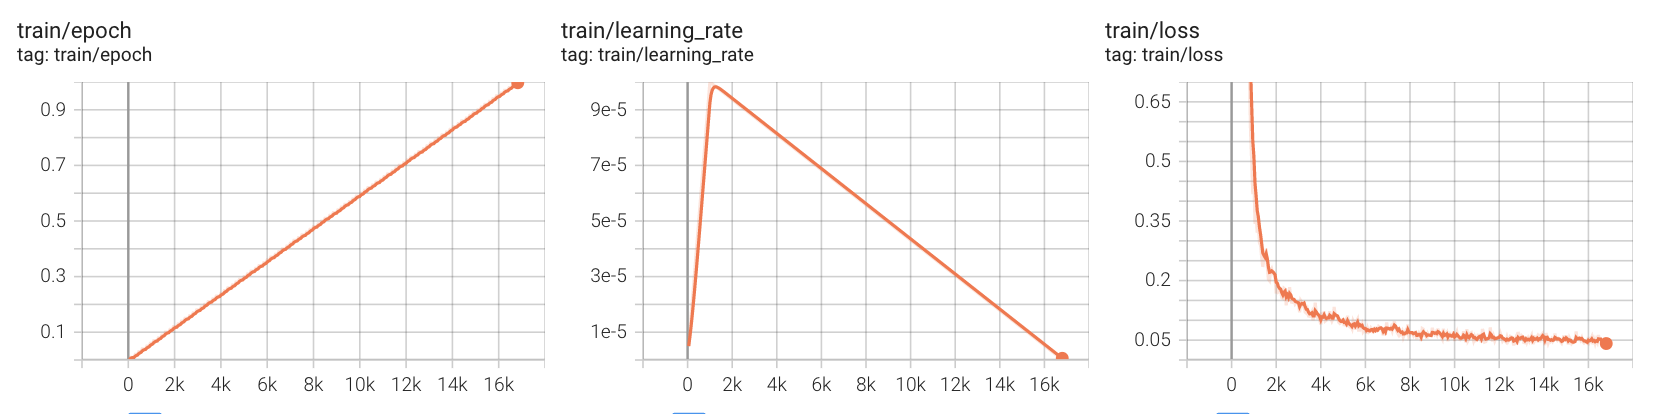 train/epoch
tag: train/epoch
0.9
0.7
0.5
0.3
0.1
0 2k 4k 6k 8k 10k 12k 14k 16k
train/learning_rate
tag: train/learning_rate
9e-5
7e-5
5e-5
3e-5
1e-5
0 2k 4k 6k 8k 10k 12k 14k 16k
train/loss
tag: train/loss
0.65
0.5
0.35
0.2
0.05
0 2k 4k 6k 8k 10k 12k 14k 16k